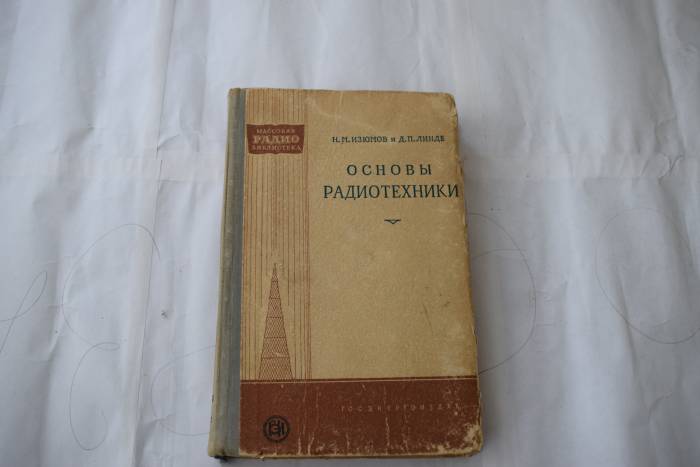 МАССОВАЯ
РАДИО
БИБЛИОТЕКА
Н. М. ИЗЮМОВ и Д. П. ЛИНДЕ
ОСНОВЫ
РАДИОТЕХНИКИ
ГОСЭНЕРГОИЗДАТ